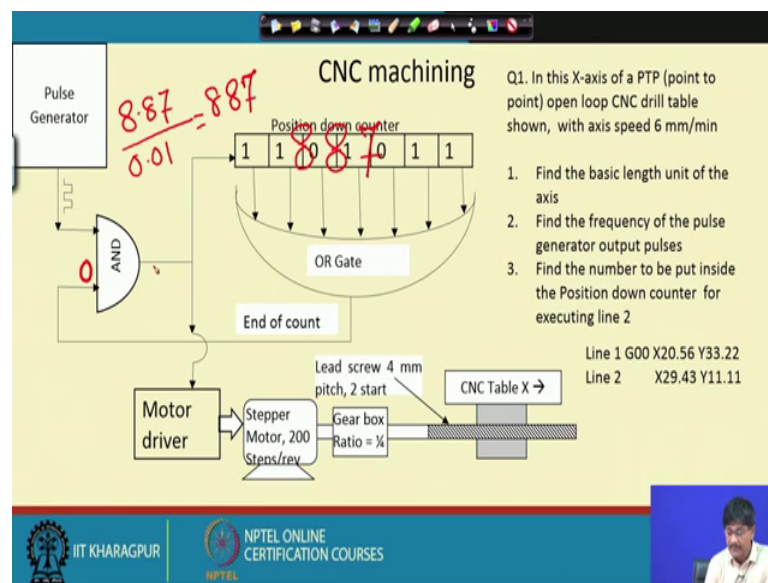 CNC machining
Pulse
Generator
8.87
0.01
= 887
Position down counter
1 1 0 1 0 1 1
887
AND
0
OR Gate
End of count
Motor
driver
Stepper
Motor, 200
Steps/rev
Gear box
Ratio = ¼
Lead screw 4 mm
pitch, 2 start
CNC Table X →
Q1. In this X-axis of a PTP (point to
point) open loop CNC drill table
shown, with axis speed 6 mm/min
1. Find the basic length unit of the
axis
2. Find the frequency of the pulse
generator output pulses
3. Find the number to be put inside
the Position down counter for
executing line 2
Line 1 G00 X20.56 Y33.22
Line 2 X29.43 Y11.11
IIT KHARAGPUR
NPTEL
NPTEL ONLINE
CERTIFICATION COURSES